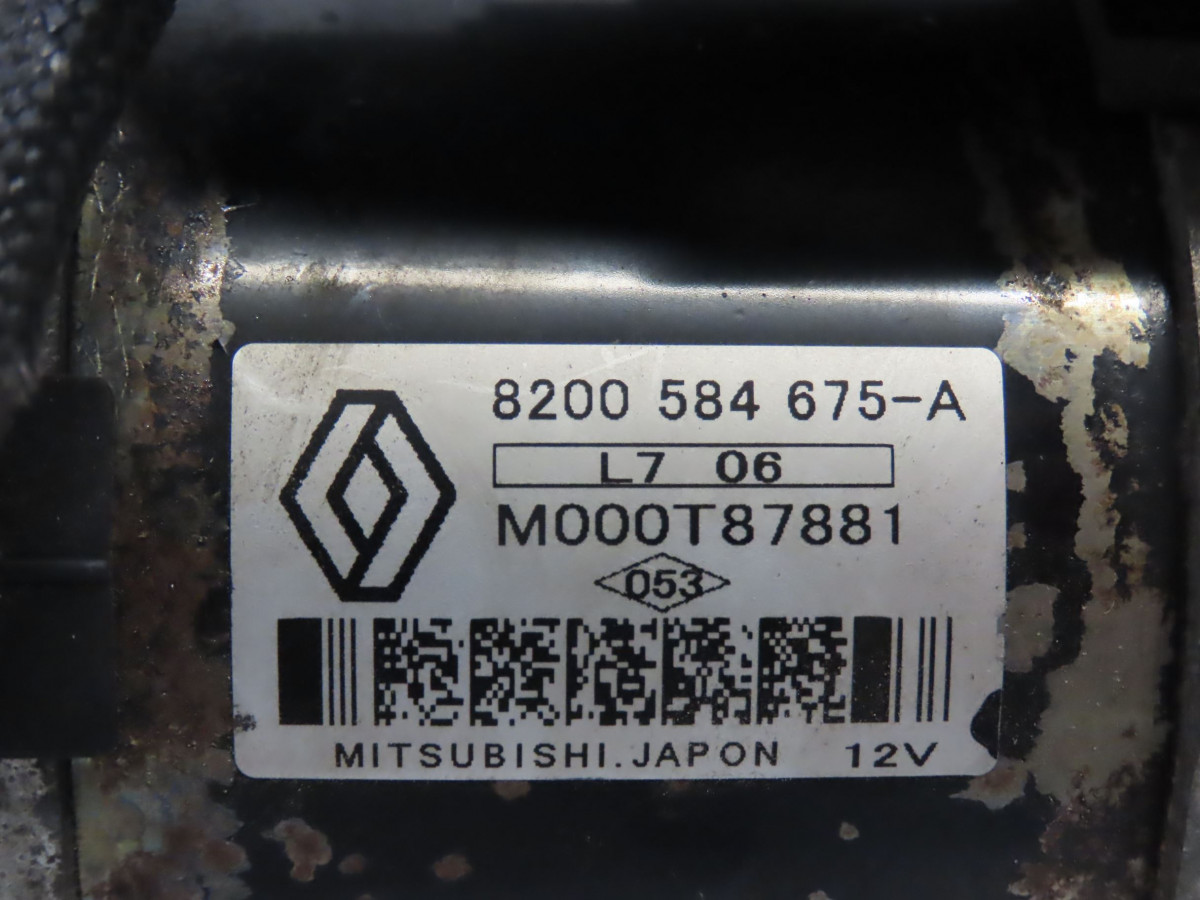 8200 584 675-A
L7 06
M000T87881
053
MITSUBISHI.JAPON 12V